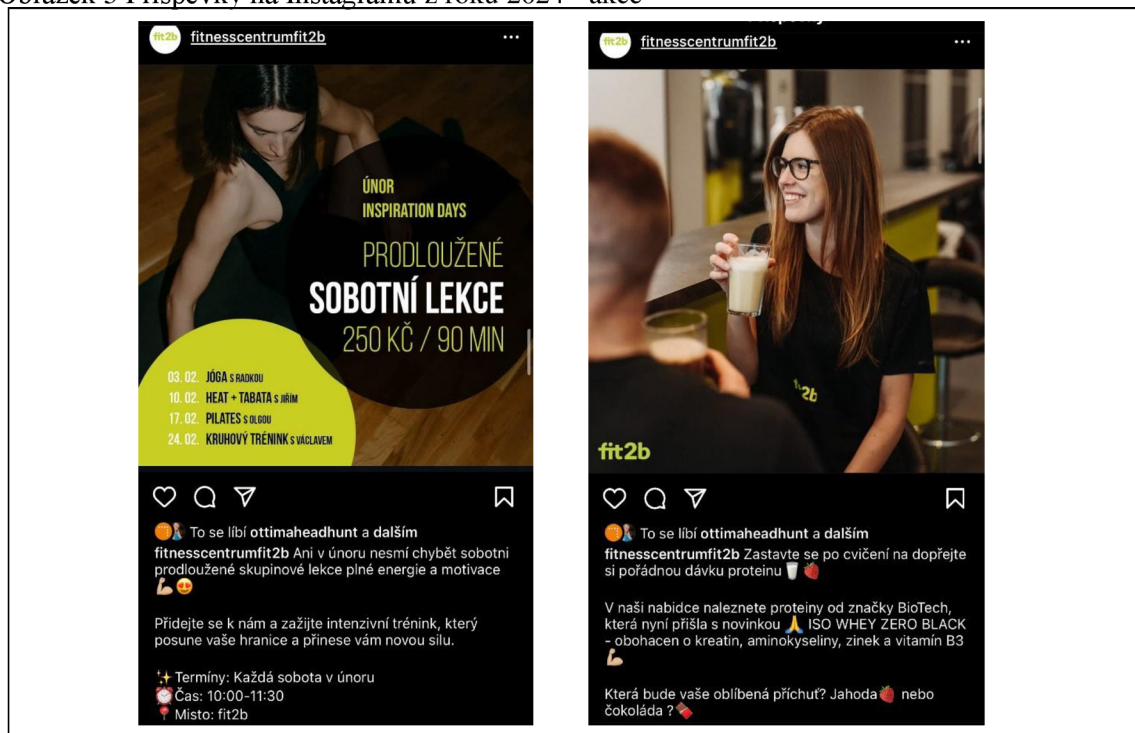 Obrázek 5 Příspěvky na Instagramu z roku 2024 - akce
fit2b fitnesscentrumfit2b
ÚNOR
INSPIRATION DAYS
PRODLOUŽENÉ
SOBOTNÍ LEKCE
250 KČ / 90 MIN
03. 02. JÓGA S RADKOU
10. 02. HEAT + TABATA S JIŘÍM
17. 02. PILATES S OLGOU
24. 02. KRUHOVÝ TRÉNINK S VÁCLAVEM
To se líbí ottimaheadhunt a dalším
fitnesscentrumfit2b Ani v únoru nesmí chybět sobotni
prodloužené skupinové lekce plné energie a motivace
💪😍
Přidejte se k nám a zažijte intenzivní trénink, který
posune vaše hranice a přinese vám novou sílu.
✨ Termíny: Každá sobota v únoru
⏰ Čas: 10:00-11:30
📍 Misto: fit2b
fit2b fitnesscentrumfit2b
fit2b
fit2b
To se líbí ottimaheadhunt a dalším
fitnesscentrumfit2b Zastavte se po cvičení na dopřejte
si pořádnou dávku proteinu 🥛🍓
V naši nabidce naleznete proteiny od značky BioTech,
která nyní přišla s novinkou 🙏 ISO WHEY ZERO BLACK
- obohacen o kreatin, aminokyseliny, zinek a vitamín B3
💪
Která bude vaše oblíbená příchuť? Jahoda🍓 nebo
čokoláda ?🍫